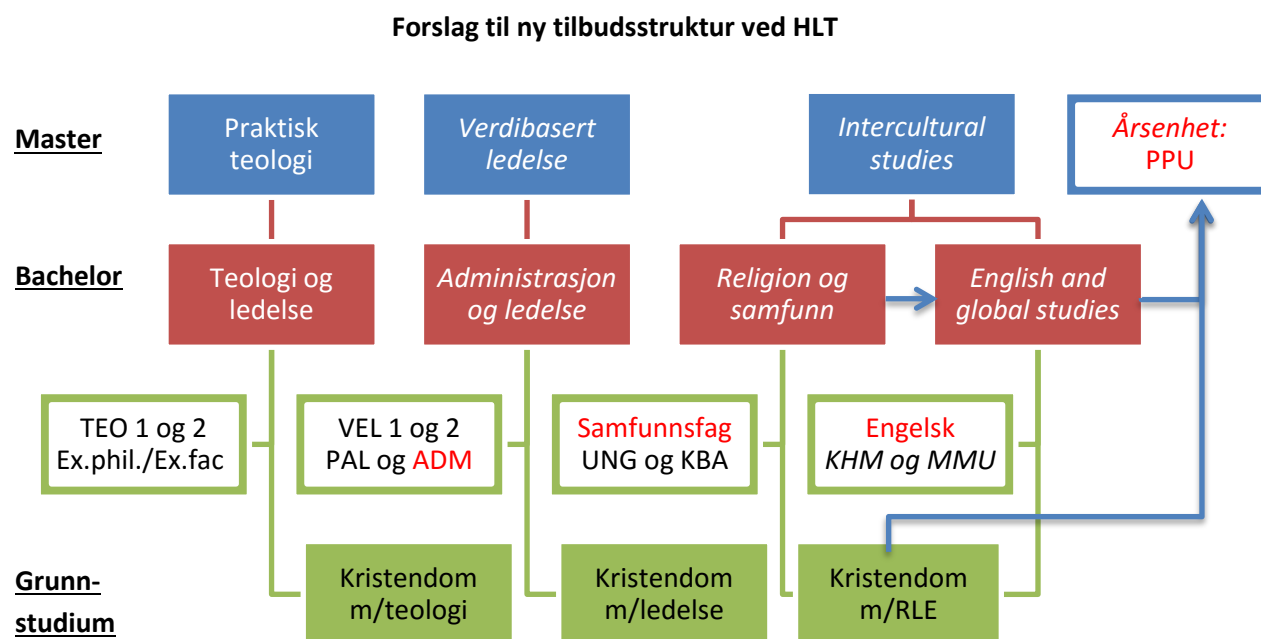 Forslag til ny tilbudsstruktur ved HLT
Master
Praktisk
teologi
Verdibasert
ledelse
Intercultural
studies
Årsenhet:
PPU
Bachelor
Teologi og
ledelse
Administrasjon
og ledelse
Religion og
samfunn
English and
global studies
TEO 1 og 2
Ex.phil./Ex.fac
VEL 1 og 2
PAL og ADM
Samfunnsfag
UNG og KBA
Engelsk
KHM og MMU
Grunn-
studium
Kristendom
m/teologi
Kristendom
m/ledelse
Kristendom
m/RLE